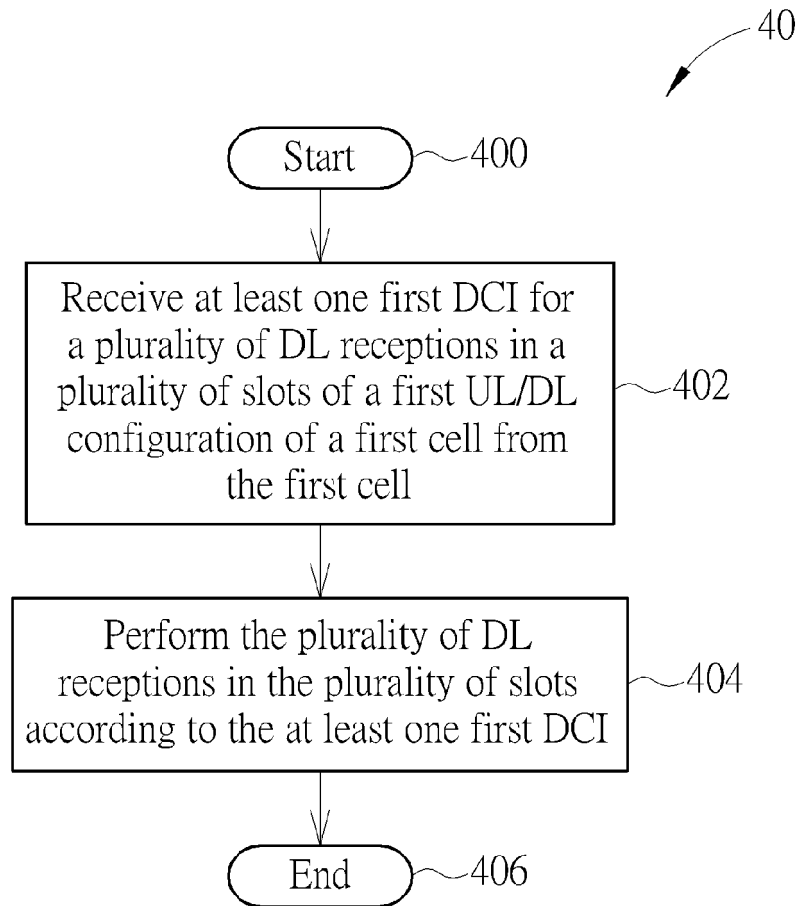 40
Start
400
Receive at least one first DCI for
a plurality of DL receptions in a
plurality of slots of a first UL/DL
configuration of a first cell from
the first cell
402
Perform the plurality of DL
receptions in the plurality of slots
according to the at least one first DCI
404
End
406